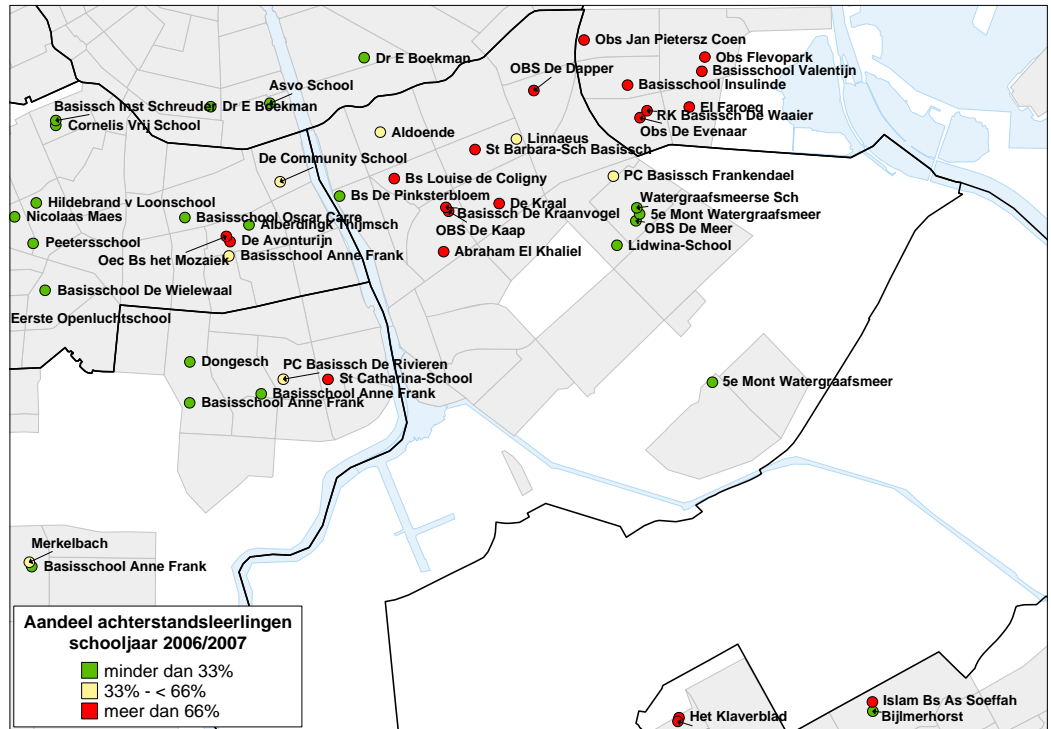 Obs Jan Pietersz Coen
Dr E Boekman
Obs Flevopark
OBS De Dapper
Basisschool Valentijn
Asvo School
Basisschool Insulinde
Basissch Inst Schreuder
Dr E Boekman
El Faroeg
RK Basissch De Waaier
Cornelis Vrij School
Aldoende
Linnaeus
Obs De Evenaar
St Barbara-Sch Basissch
De Community School
PC Basissch Frankendael
Bs Louise de Coligny
Bs De Pinksterbloem
Watergraafsmeerse Sch
Hildebrand v Loonschool
De Kraal
Nicolaas Maes
Basisschool Oscar Carre
Basissch De Kraanvogel
5e Mont Watergraafsmeer
Alberdingk Thijmsch
OBS De Kaap
OBS De Meer
Peetersschool
De Avonturijn
Lidwina-School
Oec Bs het Mozaiek
Basisschool Anne Frank
Abraham El Khaliel
Basisschool De Wielewaal
Eerste Openluchtschool
Dongesch
PC Basissch De Rivieren
St Catharina-School
5e Mont Watergraafsmeer
Basisschool Anne Frank
Basisschool Anne Frank
Merkelbach
Basisschool Anne Frank
Aandeel achterstandsleerlingen
schooljaar 2006/2007
minder dan 33%
33% - < 66%
meer dan 66%
Islam Bs As Soeffah
Het Klaverblad
Bijlmerhorst